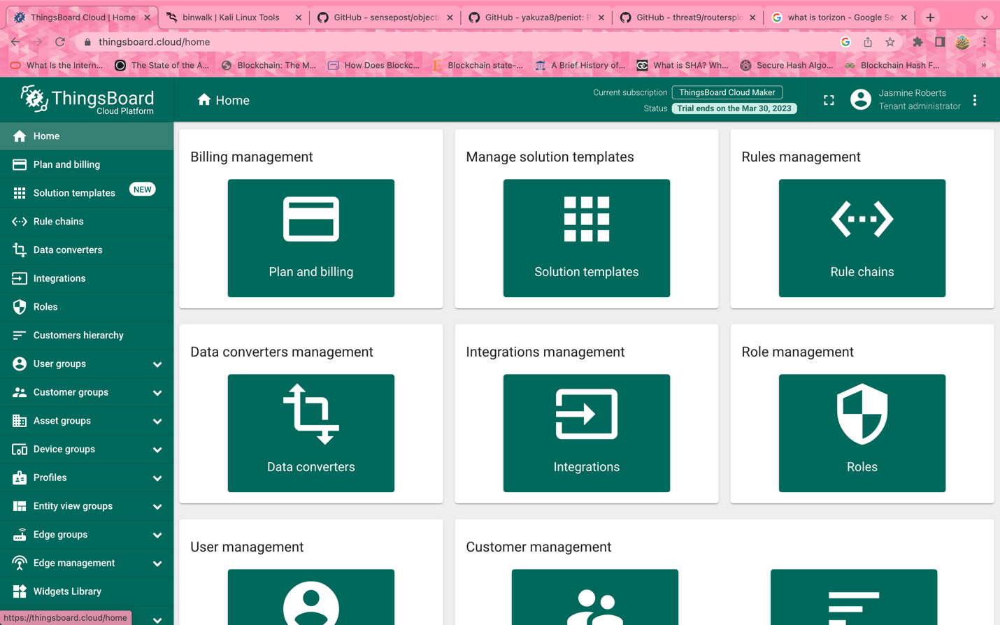 ThingsBoard Cloud | Home
binwalk | Kali Linux Tools
GitHub - sensepost/objecti
GitHub - yakuza8/peniot: P
GitHub - threat9/routersplo
what is torizon - Google Se
thingsboard.cloud/home
What Is the Intern...
The State of the A...
Blockchain: The M...
How Does Blockc...
Blockchain state-...
A Brief History of...
What is SHA? Wh...
Secure Hash Algo...
Blockchain Hash F...
»
ThingsBoard
Cloud Platform
Home
Current subscription ThingsBoard Cloud Maker
Status Trial ends on the Mar 30, 2023
Jasmine Roberts
Tenant administrator
Home
Plan and billing
Solution templates NEW
Rule chains
Data converters
Integrations
Roles
Customers hierarchy
User groups
Customer groups
Asset groups
Device groups
Profiles
Entity view groups
Edge groups
Edge management
Widgets Library
https://thingsboard.cloud/home
Billing management
Plan and billing
Manage solution templates
Solution templates
Rules management
Rule chains
Data converters management
Data converters
Integrations management
Integrations
Role management
Roles
User management
Customer management